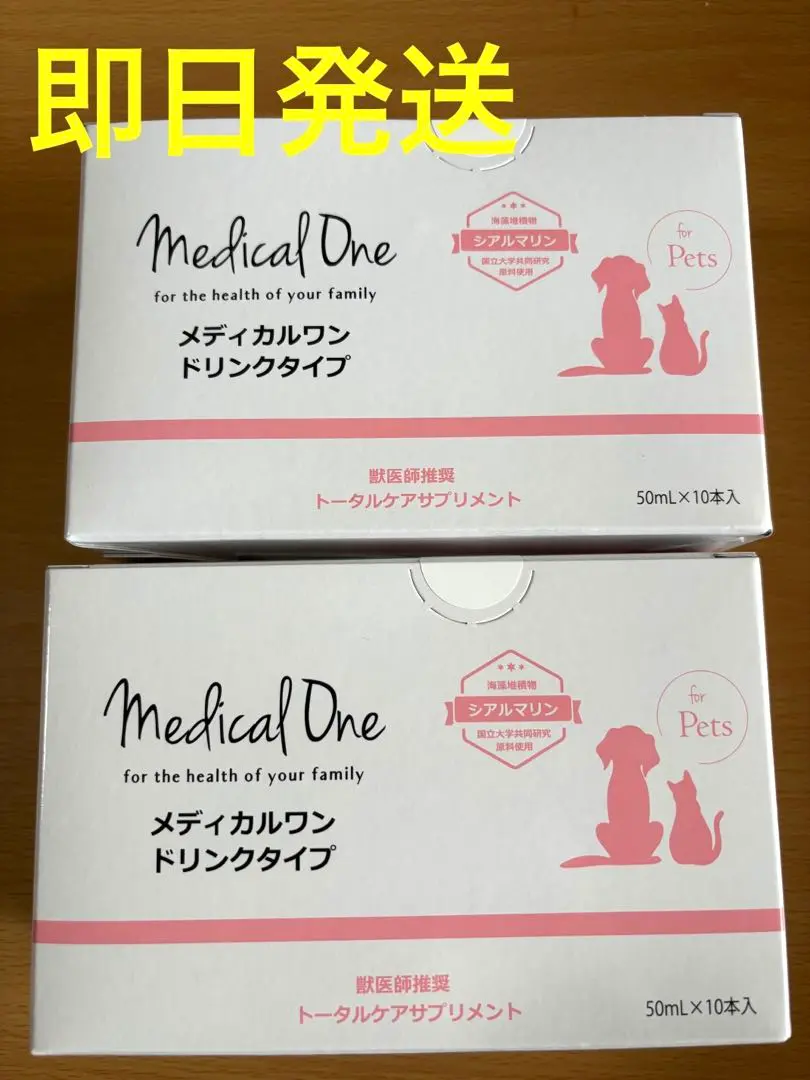 即日発送
Medical One
for the health of your family
メディカルワン
ドリンクタイプ
海藻堆積物
シアルマリン
国立大学共同研究
原料使用
for
Pets
獣医師推奨
トータルケアサプリメント
50mL×10本入
Medical One
for the health of your family
メディカルワン
ドリンクタイプ
海藻堆積物
シアルマリン
国立大学共同研究
原料使用
for
Pets
獣医師推奨
トータルケアサプリメント
50mL×10本入